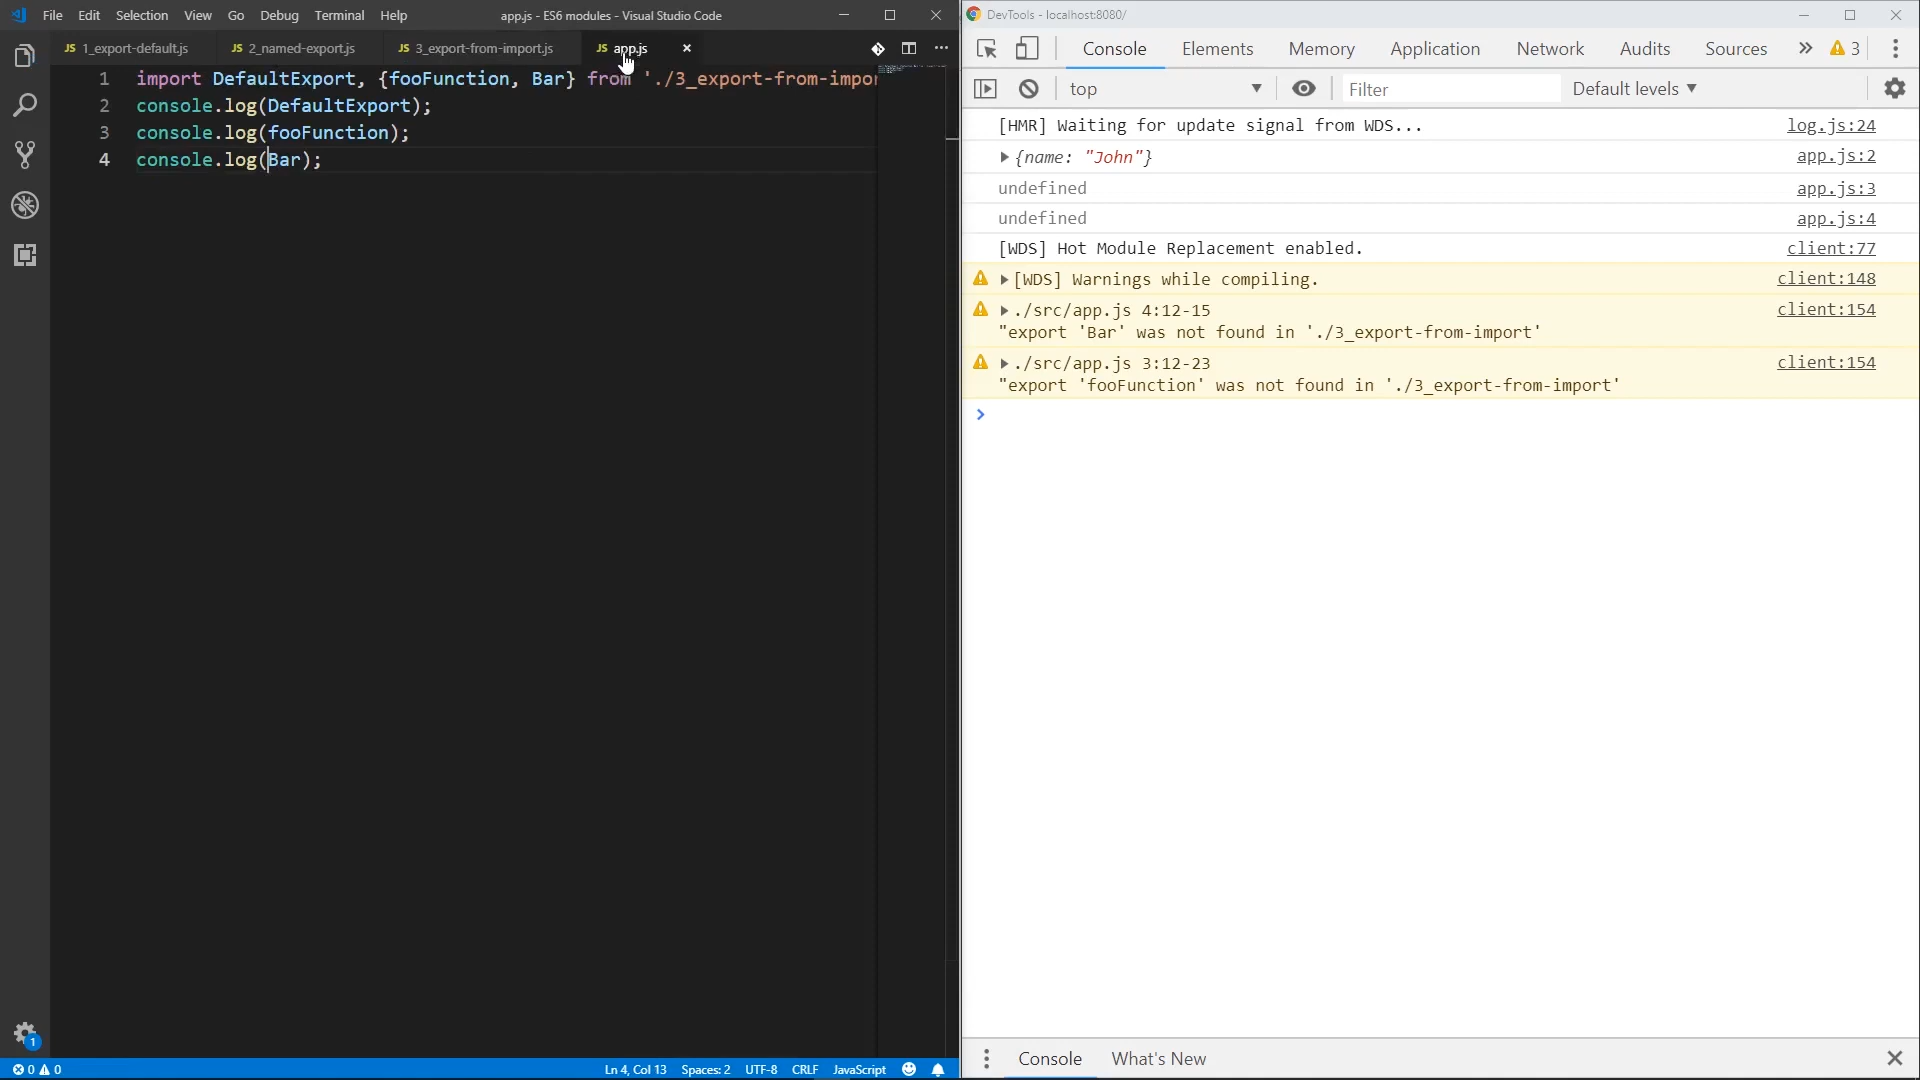 File Edit Selection View Go Debug Terminal Help app.js - ES6 modules - Visual Studio Code
JS 1_export-default.js JS 2_named-export.js JS 3_export-from-import.js JS app.js
1 import DefaultExport, {fooFunction, Bar} from './3_export-from-impor
2 console.log(DefaultExport);
3 console.log(fooFunction);
4 console.log(Bar);
1
0 0 Ln 4, Col 13 Spaces: 2 UTF-8 CRLF JavaScript
DevTools - localhost:8080/
Console Elements Memory Application Network Audits Sources » 3
top Filter Default levels
[HMR] Waiting for update signal from WDS... log.js:24
{name: "John"} app.js:2
undefined app.js:3
undefined app.js:4
[WDS] Hot Module Replacement enabled. client:77
[WDS] Warnings while compiling. client:148
./src/app.js 4:12-15 client:154
"export 'Bar' was not found in './3_export-from-import'
./src/app.js 3:12-23 client:154
"export 'fooFunction' was not found in './3_export-from-import'
Console What's New